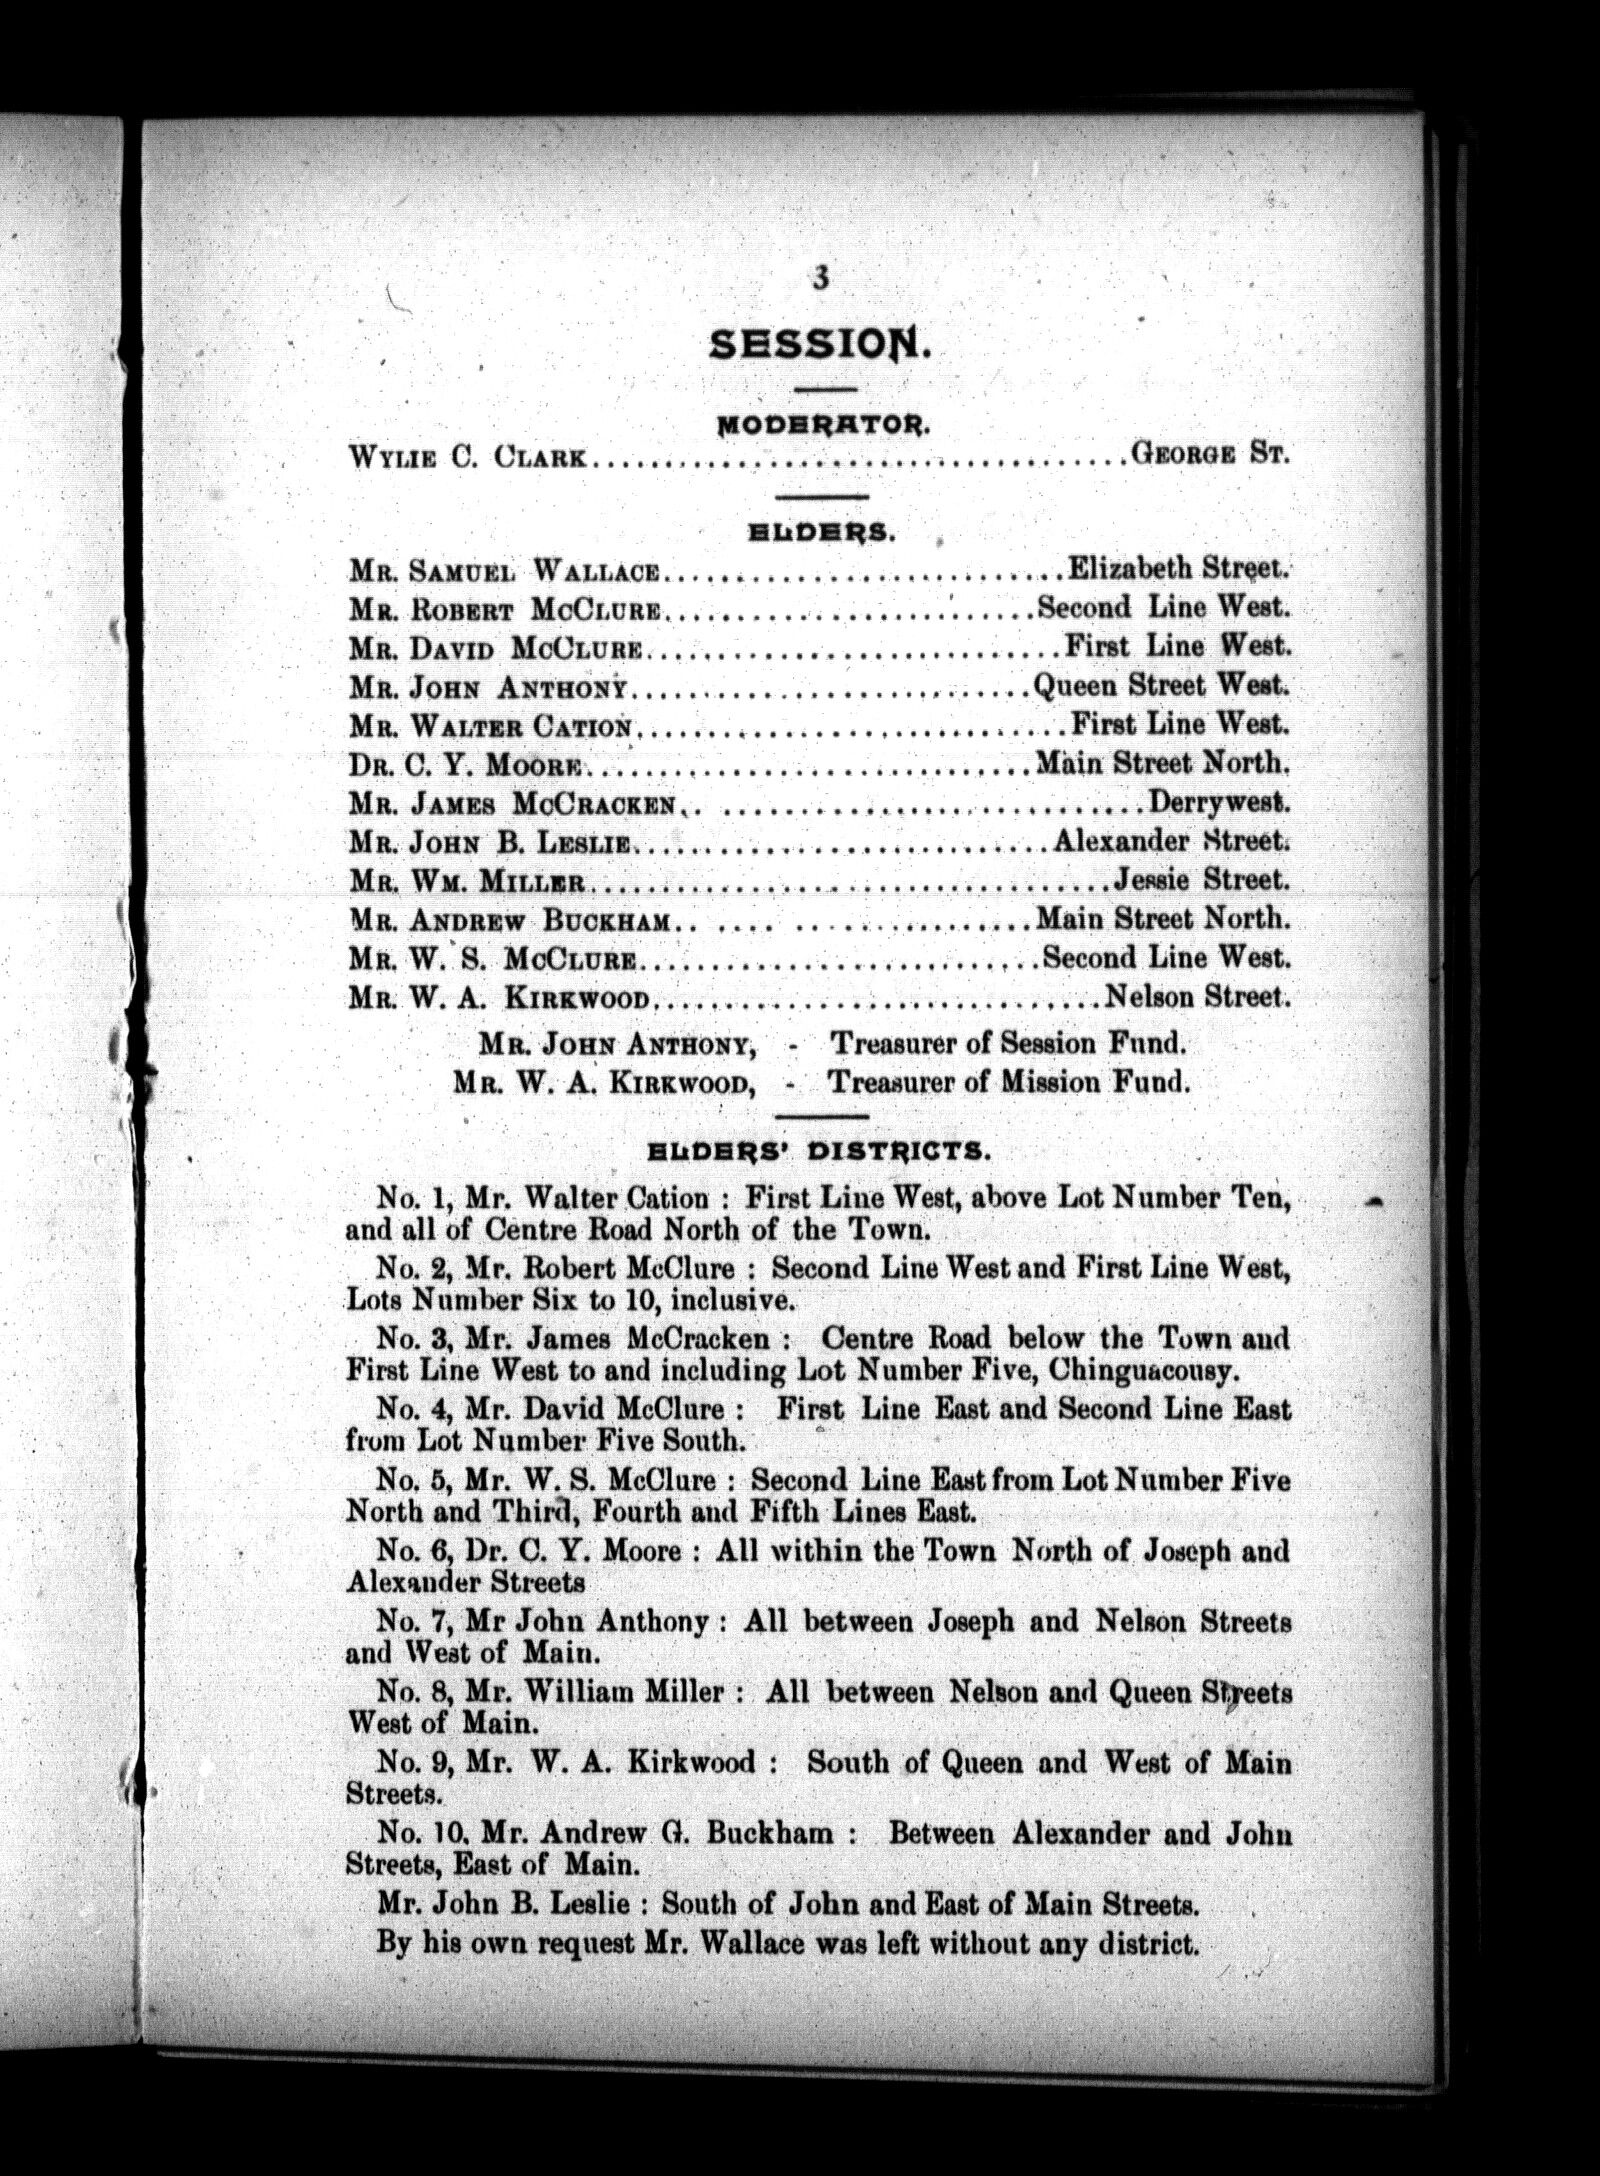 3
SESSION.
MODERATOR.
WYLIE C. CLARK.....................................GEORGE ST.
ELDERS.
MR. SAMUEL WALLACE............................Elizabeth Street.
MR. ROBERT MCCLURE..........................Second Line West.
MR. DAVID MCCLURE.............................First Line West.
MR. JOHN ANTHONY............................Queen Street West.
MR. WALTER CATION..............................First Line West.
DR. C. Y. MOORE...............................Main Street North.
MR. JAMES MCCRACKEN.. .............................Derrywest.
MR. JOHN B. LESLIE.............................Alexander Street.
MR. WM. MILLER.....................................Jessie Street.
MR. ANDREW BUCKHAM.. .... .................Main Street North.
MR. W. S. MCCLURE............................Second Line West.
MR. W. A. KIRKWOOD...............................Nelson Street.
MR. JOHN ANTHONY, - Treasurer of Session Fund.
MR. W. A. KIRKWOOD, - Treasurer of Mission Fund.
ELDERS' DISTRICTS.
No. 1, Mr. Walter Cation : First Line West, above Lot Number Ten,
and all of Centre Road North of the Town.
No. 2, Mr. Robert McClure : Second Line West and First Line West,
Lots Number Six to 10, inclusive.
No. 3, Mr. James McCracken : Centre Road below the Town and
First Line West to and including Lot Number Five, Chinguacousy.
No. 4, Mr. David McClure : First Line East and Second Line East
from Lot Number Five South.
No. 5, Mr. W. S. McClure : Second Line East from Lot Number Five
North and Third, Fourth and Fifth Lines East.
No. 6, Dr. C. Y. Moore : All within the Town North of Joseph and
Alexander Streets
No. 7, Mr John Anthony : All between Joseph and Nelson Streets
and West of Main.
No. 8, Mr. William Miller : All between Nelson and Queen Streets
West of Main.
No. 9, Mr. W. A. Kirkwood : South of Queen and West of Main
Streets.
No. 10, Mr. Andrew G. Buckham : Between Alexander and John
Streets, East of Main.
Mr. John B. Leslie : South of John and East of Main Streets.
By his own request Mr. Wallace was left without any district.